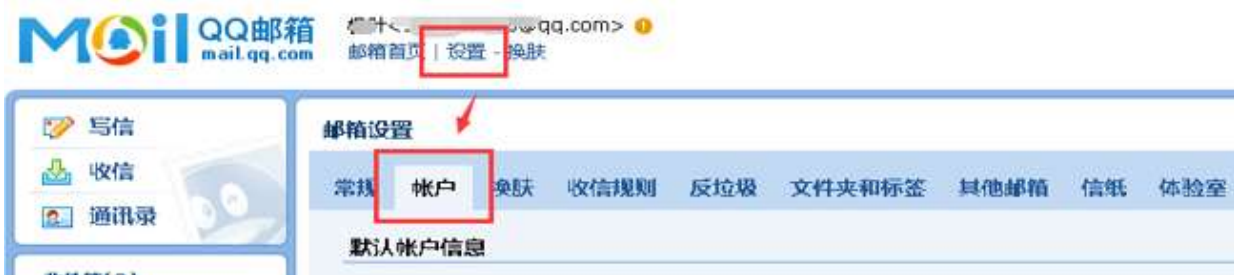 Mail QQ邮箱
mail.qq.com
@qq.com>
邮箱首页 | 设置 - 换肤
写信
收信
通讯录
邮箱设置
常规 帐户 换肤 收信规则 反垃圾 文件夹和标签 其他邮箱 信纸 体验室
默认帐户信息